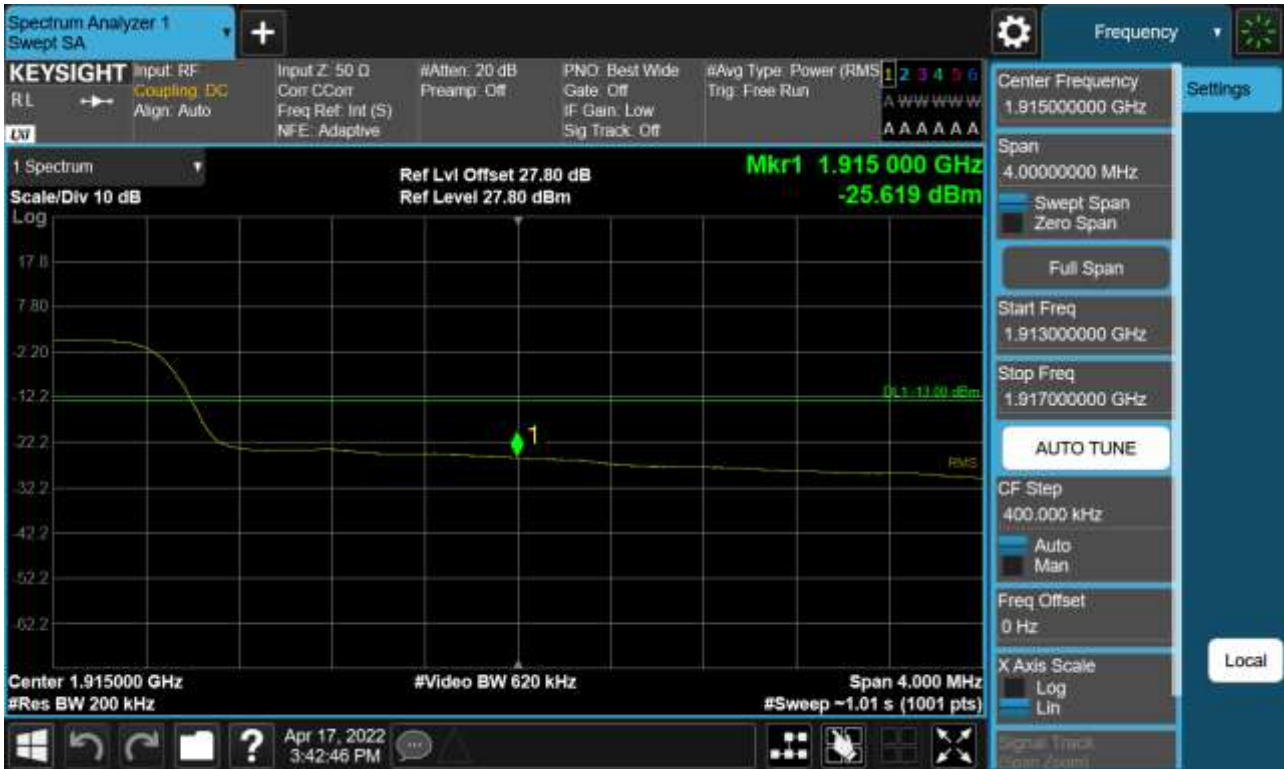 Spectrum Analyzer 1
Swept SA
+
Frequency
KEYSIGHT
RL
Input: RF
Coupling: DC
Align: Auto
Input Z: 50 Ω
Corr CCorr
Freq Ref: Int (S)
NFE: Adaptive
#Atten: 20 dB
Preamp: Off
PNO: Best Wide
Gate: Off
IF Gain: Low
Sig Track: Off
#Avg Type: Power (RMS
Trig: Free Run
1 2 3 4 5 6
A W W W W W
A A A A A A
LXI
1 Spectrum
Scale/Div 10 dB
Ref Lvl Offset 27.80 dB
Ref Level 27.80 dBm
Mkr1 1.915 000 GHz
-25.619 dBm
Log
17.8
7.80
-2.20
-12.2
-22.2
-32.2
-42.2
-52.2
-62.2
DL1 -13.00 dBm
1
RMS
Center 1.915000 GHz
#Video BW 620 kHz
Span 4.000 MHz
#Res BW 200 kHz
#Sweep ~1.01 s (1001 pts)
Center Frequency
1.915000000 GHz
Settings
Span
4.00000000 MHz
Swept Span
Zero Span
Full Span
Start Freq
1.913000000 GHz
Stop Freq
1.917000000 GHz
AUTO TUNE
CF Step
400.000 kHz
Auto
Man
Freq Offset
0 Hz
X Axis Scale
Log
Lin
Local
Signal Track
(Span Zoom)
?
Apr 17, 2022
3:42:46 PM